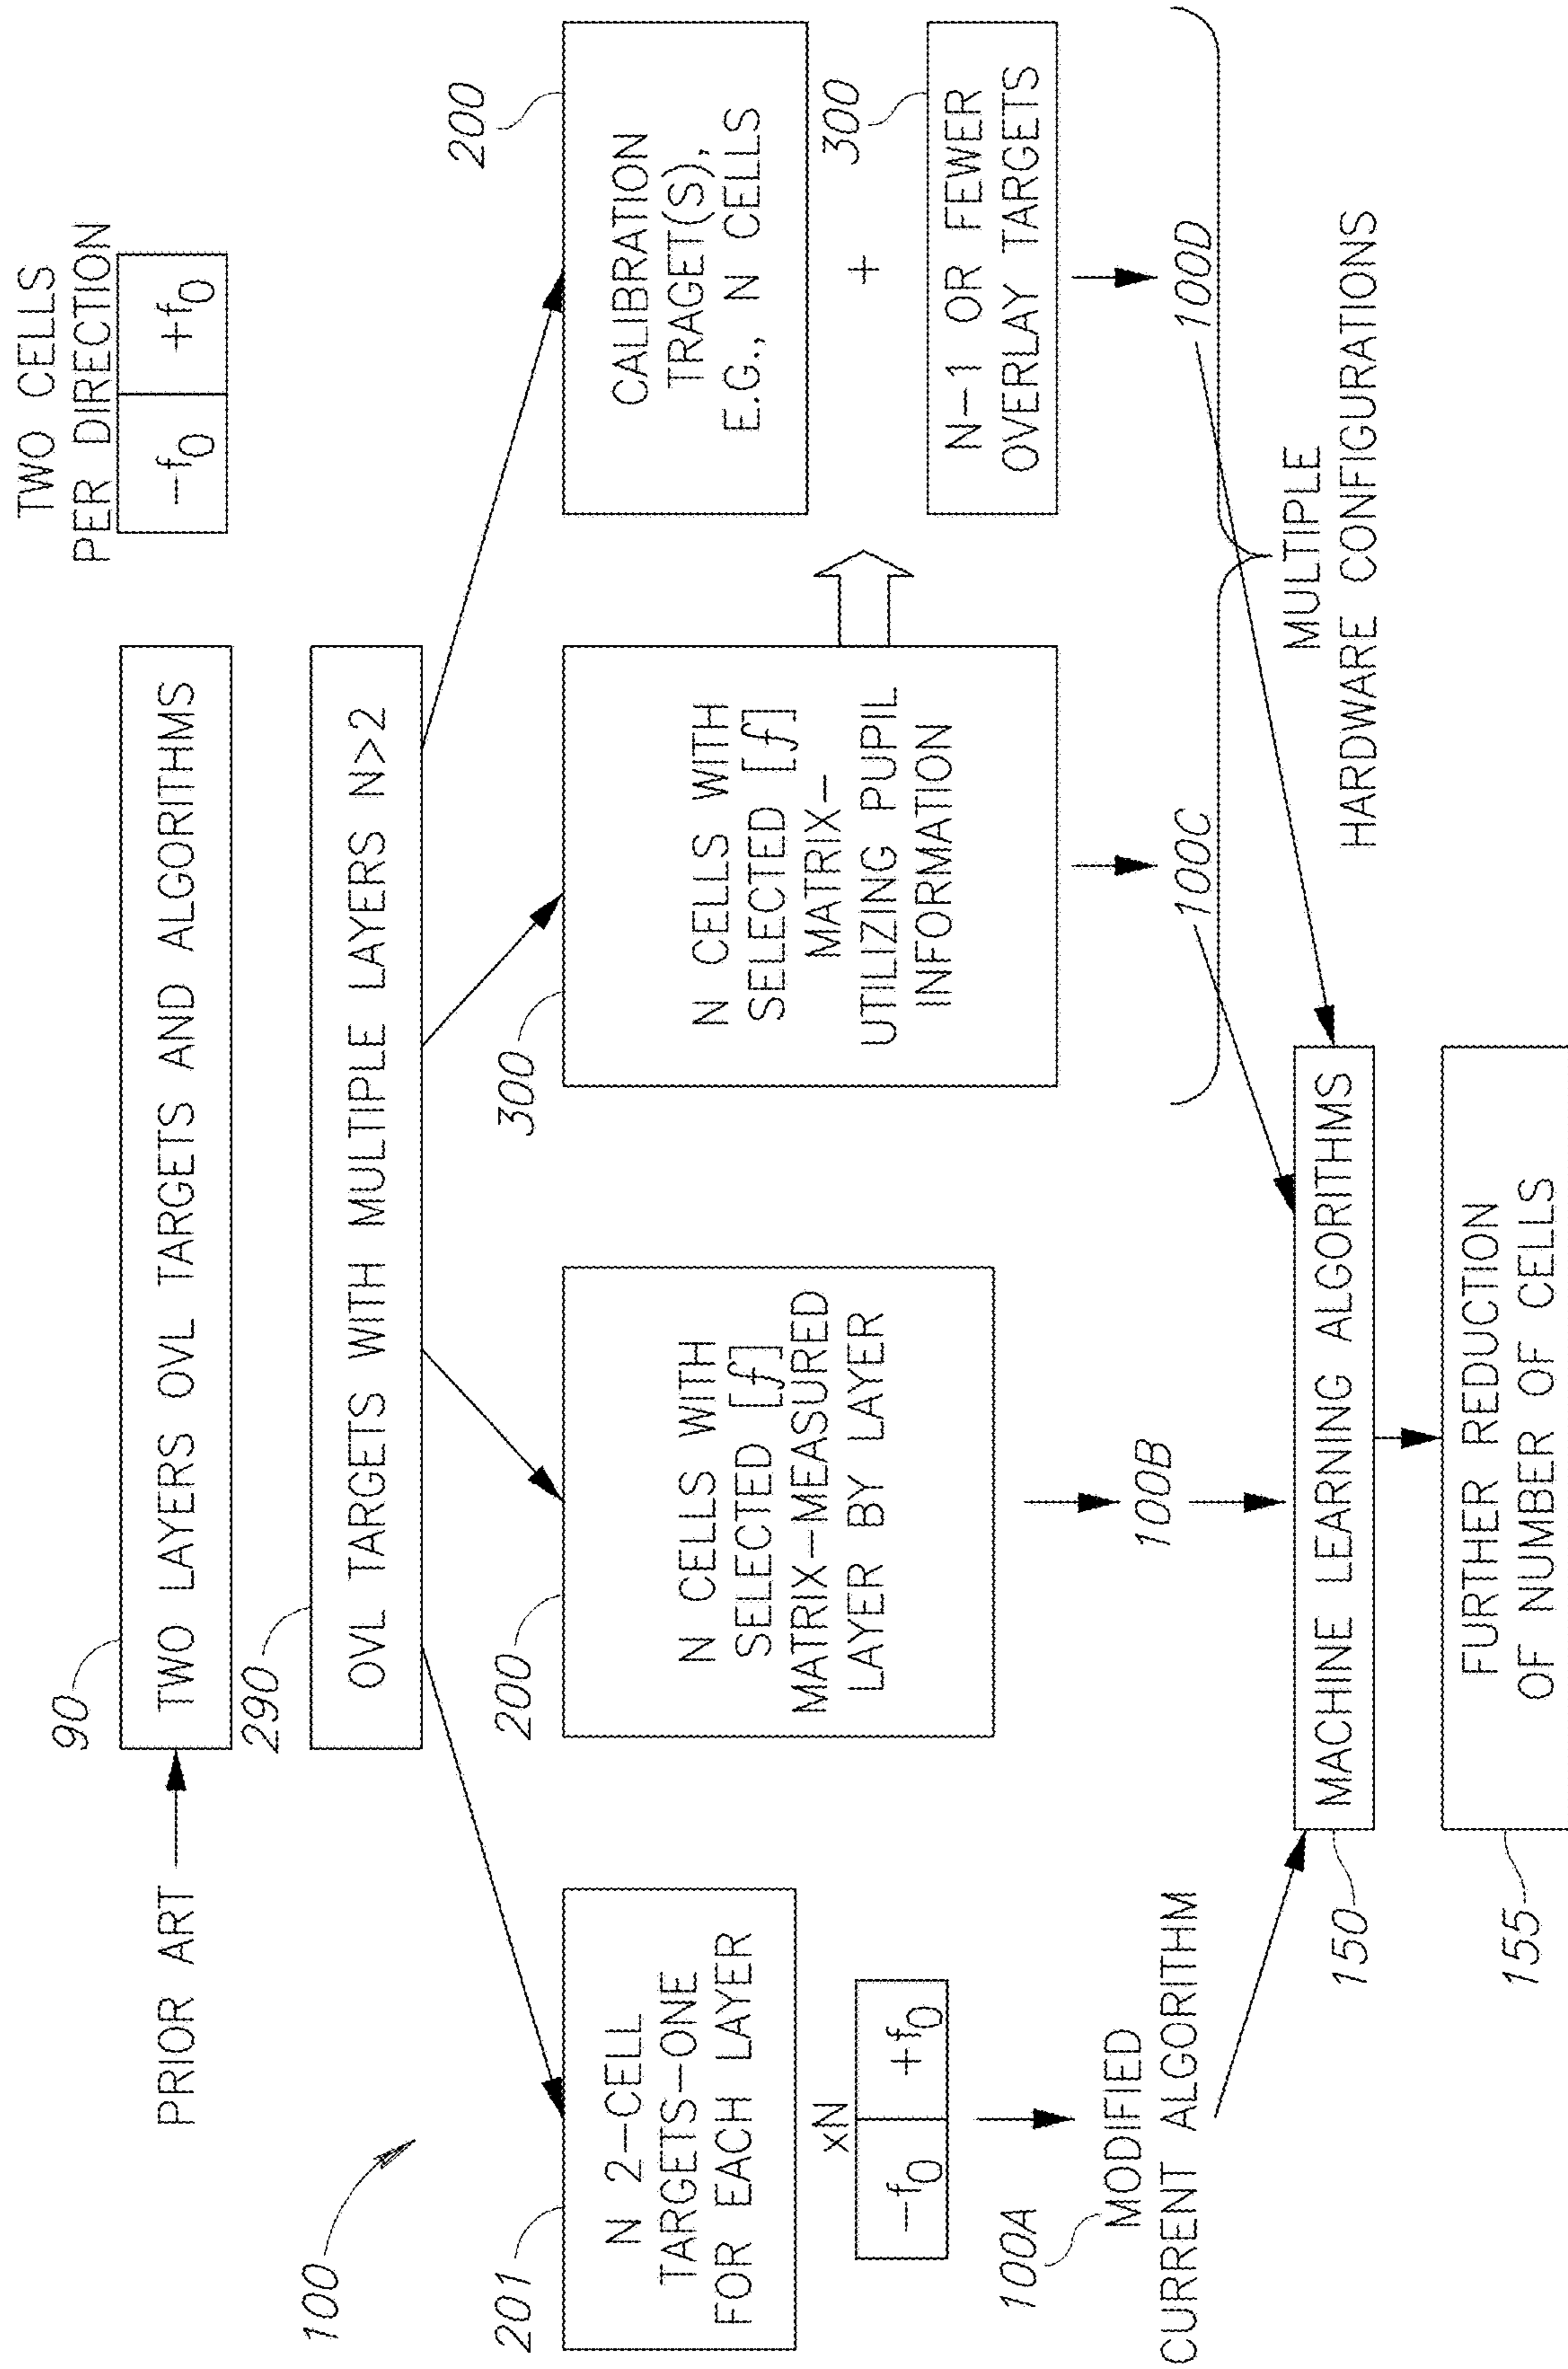 TWO CELLS
PER DIRECTION
−f0 +f0
90
PRIOR ART
TWO LAYERS OVL TARGETS AND ALGORITHMS
290
OVL TARGETS WITH MULTIPLE LAYERS N>2
100
201
N 2−CELL
TARGETS−ONE
FOR EACH LAYER
xN
−f0 +f0
100A
MODIFIED
CURRENT ALGORITHM
200
N CELLS WITH
SELECTED [f]
MATRIX−MEASURED
LAYER BY LAYER
100B
300
N CELLS WITH
SELECTED [f]
MATRIX−
UTILIZING PUPIL
INFORMATION
100C
200
CALIBRATION
TRAGET(S),
E.G., N CELLS
+
300
N−1 OR FEWER
OVERLAY TARGETS
100D
MULTIPLE
HARDWARE CONFIGURATIONS
150
MACHINE LEARNING ALGORITHMS
155
FURTHER REDUCTION
OF NUMBER OF CELLS